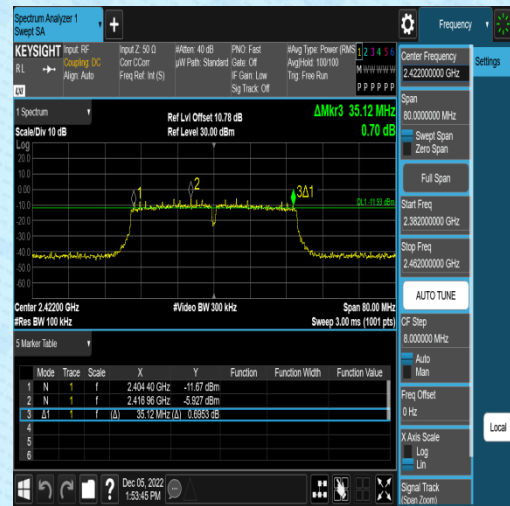 Spectrum Analyzer 1
Swept SA
+
Frequency
KEYSIGHT
RL
Input: RF
Coupling: DC
Align: Auto
Input Z: 50 Ω
Corr CCorr
Freq Ref: Int (S)
#Atten: 40 dB
µW Path: Standard
PNO: Fast
Gate: Off
IF Gain: Low
Sig Track: Off
#Avg Type: Power (RMS
Avg|Hold: 100/100
Trig: Free Run
1 2 3 4 5 6
M W W W W W
P P P P P P
Settings
1 Spectrum
Scale/Div 10 dB
Ref Lvl Offset 10.78 dB
Ref Level 30.00 dBm
ΔMkr3 35.12 MHz
0.70 dB
Log
20.0
10.0
0.00
-10.0
-20.0
-30.0
-40.0
-50.0
-60.0
1
2
3Δ1
DL1 -11.93 dBm
Center 2.42200 GHz
#Res BW 100 kHz
#Video BW 300 kHz
Span 80.00 MHz
Sweep 3.00 ms (1001 pts)
5 Marker Table
Mode Trace Scale X Y Function Function Width Function Value
1 N 1 f 2.404 40 GHz -11.67 dBm
2 N 1 f 2.416 96 GHz -5.927 dBm
3 Δ1 1 f (Δ) 35.12 MHz (Δ) 0.6953 dB
4
5
6
Dec 05, 2022
1:53:45 PM
Center Frequency
2.422000000 GHz
Span
80.0000000 MHz
Swept Span
Zero Span
Full Span
Start Freq
2.382000000 GHz
Stop Freq
2.462000000 GHz
AUTO TUNE
CF Step
8.000000 MHz
Auto
Man
Freq Offset
0 Hz
X Axis Scale
Log
Lin
Signal Track
(Span Zoom)
Local